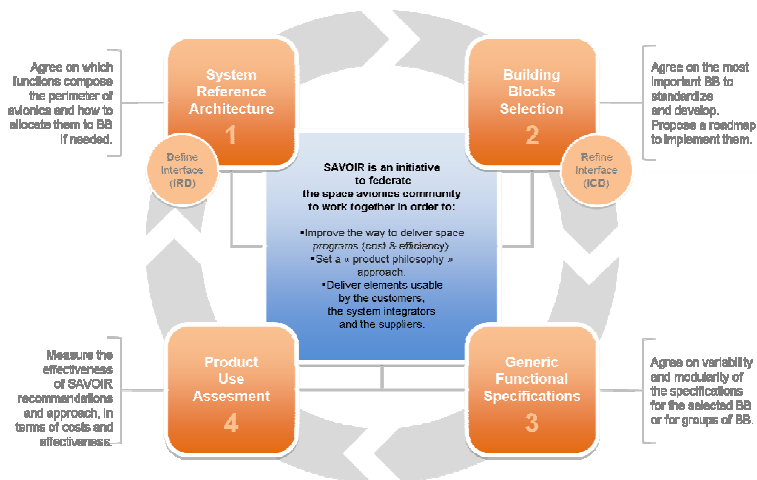 Agree on which
functions compose
the perimeter of
avionics and how to
allocate them to BB
if needed.
System
Reference
Architecture
1
Define
Interface
(IRD)
Building
Blocks
Selection
2
Refine
Interface
(ICD)
Agree on the most
important BB to
standardize
and develop.
Propose a roadmap
to implement them.
SAVOIR is an initiative
to federate
the space avionics community
to work together in order to:
▪Improve the way to deliver space
programs (cost & efficiency)
▪Set a « product philosophy »
approach.
▪Deliver elements usable
by the customers,
the system integrators
and the suppliers.
Measure the
effectiveness
of SAVOIR
recommendations
and approach, in
terms of costs and
effectiveness.
Product
Use
Assesment
4
Generic
Functional
Specifications
3
Agree on variability
and modularity of
the specifications
for the selected BB
or for groups of BB.